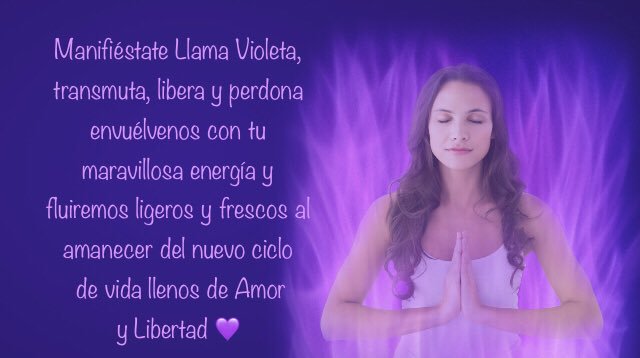 Manifiéstate Llama Violeta,
transmuta, libera y perdona
envuélvenos con tu
maravillosa energía y
fluiremos ligeros y frescos al
amanecer del nuevo ciclo
de vida llenos de Amor
y Libertad 💜